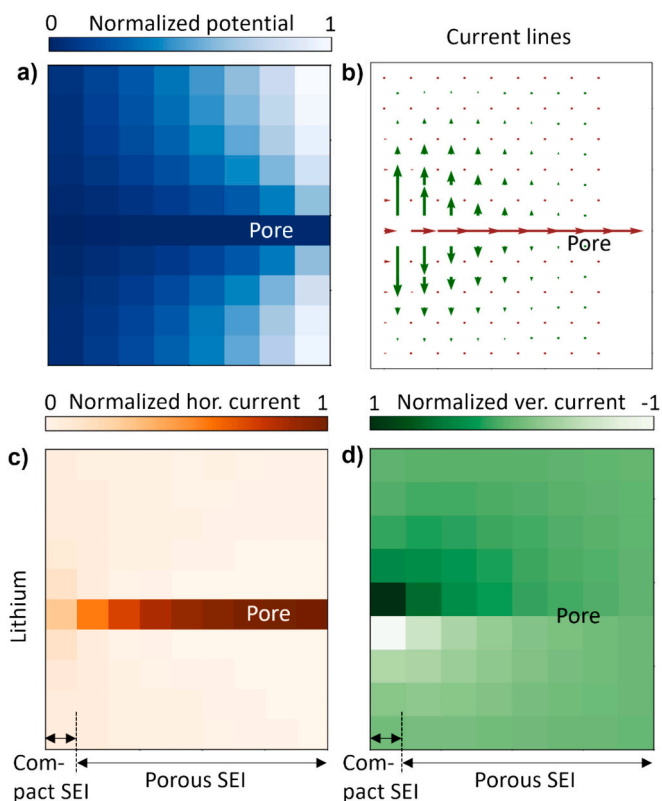 0 Normalized potential 1
Current lines
a)
b)
Pore
Pore
0 Normalized hor. current 1
1 Normalized ver. current -1
c)
d)
Lithium
Pore
Pore
Com-
pact SEI
Porous SEI
Com-
pact SEI
Porous SEI